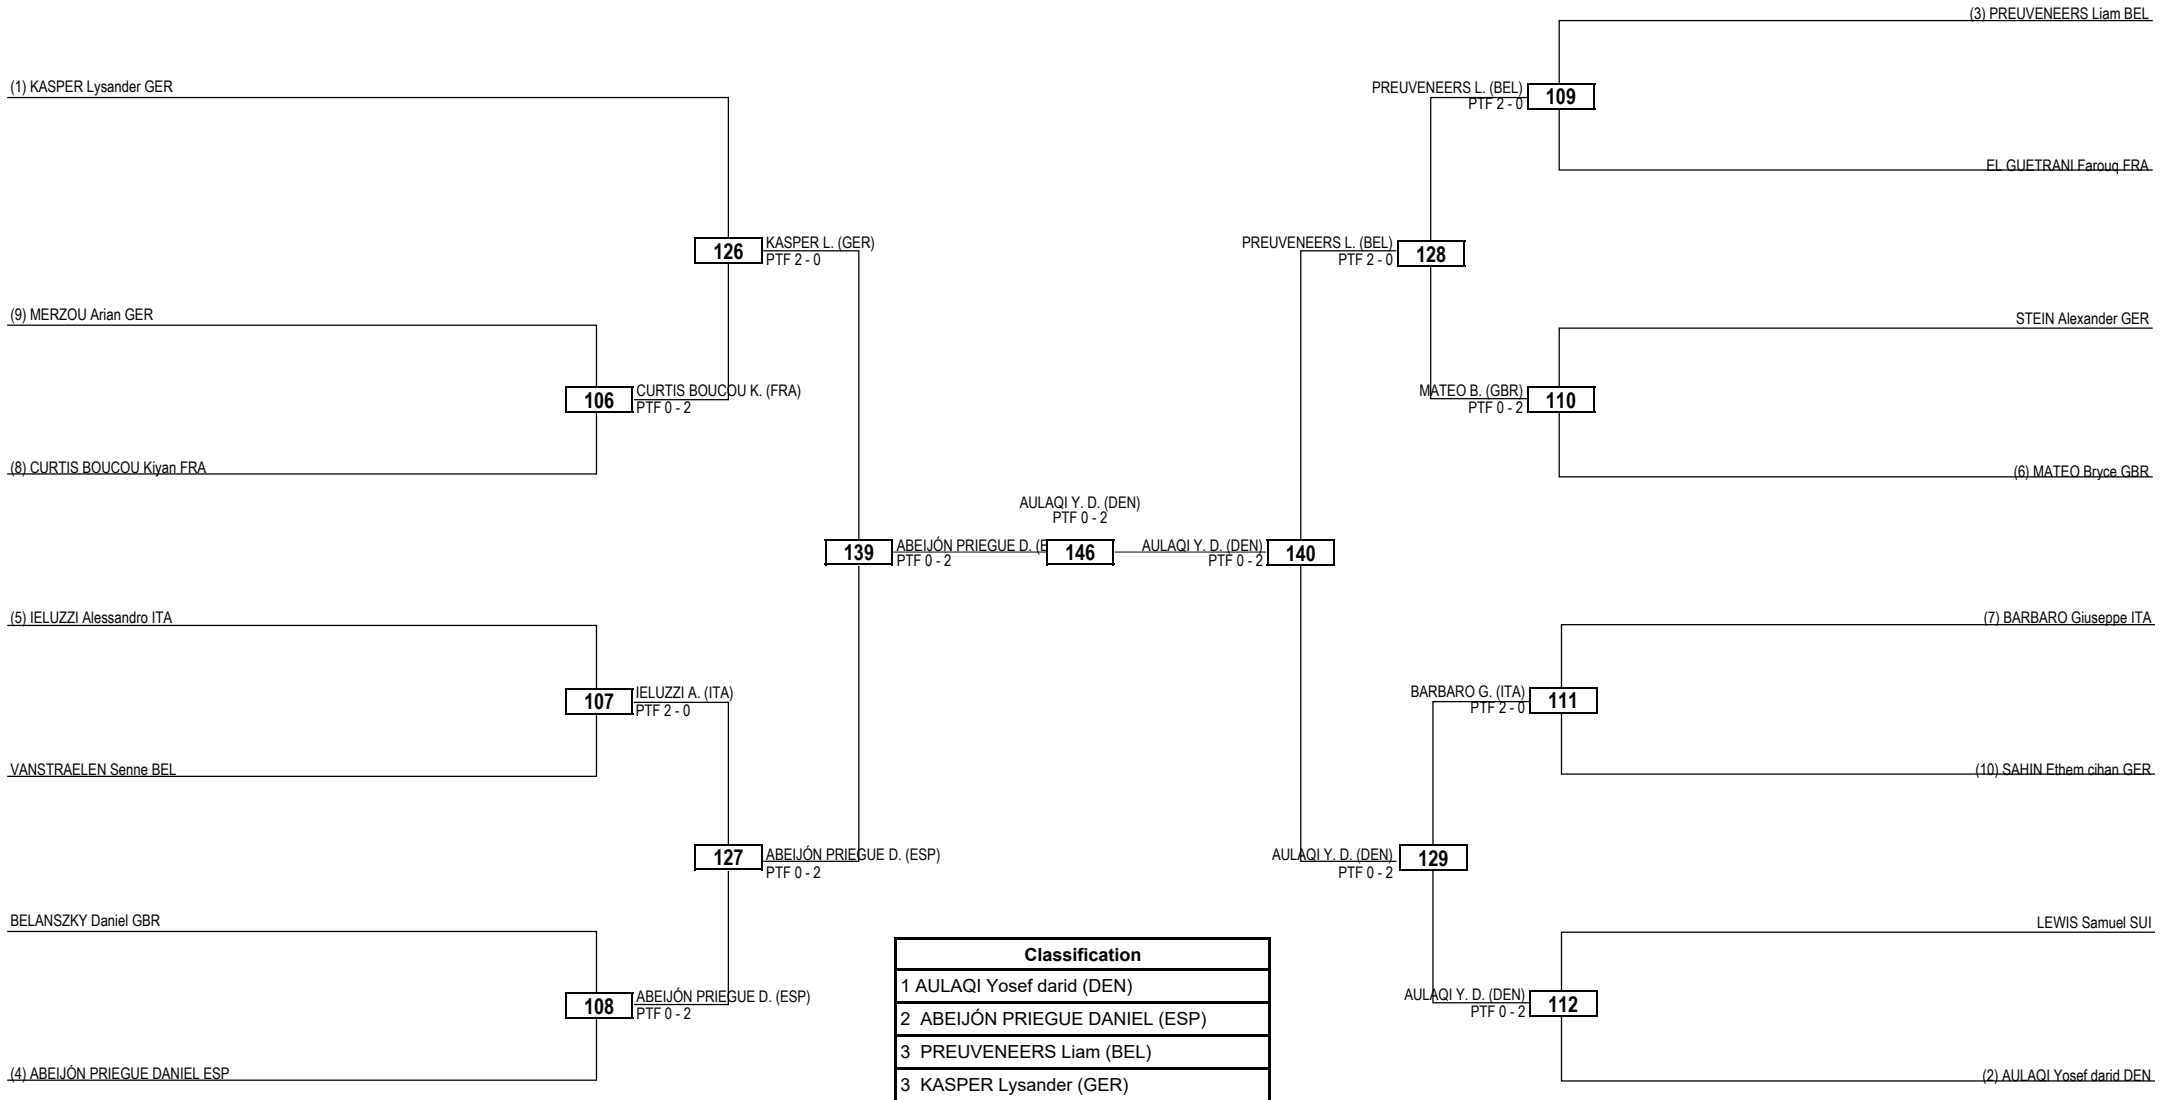 (3) PREUVENEERS Liam BEL
(1) KASPER Lysander GER
PREUVENEERS L. (BEL)
PTF 2 - 0
109
EL GUETRANI Farouq FRA
126
KASPER L. (GER)
PTF 2 - 0
PREUVENEERS L. (BEL)
PTF 2 - 0
128
(9) MERZOU Arian GER
STEIN Alexander GER
106
CURTIS BOUCOU K. (FRA)
PTF 0 - 2
MATEO B. (GBR)
PTF 0 - 2
110
(8) CURTIS BOUCOU Kiyan FRA
(6) MATEO Bryce GBR
AULAQI Y. D. (DEN)
PTF 0 - 2
139
ABEIJÓN PRIEGUE D. (E
PTF 0 - 2
146
AULAQI Y. D. (DEN)
PTF 0 - 2
140
(5) IELUZZI Alessandro ITA
(7) BARBARO Giuseppe ITA
107
IELUZZI A. (ITA)
PTF 2 - 0
BARBARO G. (ITA)
PTF 2 - 0
111
VANSTRAELEN Senne BEL
(10) SAHIN Ethem cihan GER
127
ABEIJÓN PRIEGUE D. (ESP)
PTF 0 - 2
AULAQI Y. D. (DEN)
PTF 0 - 2
129
BELANSZKY Daniel GBR
LEWIS Samuel SUI
108
ABEIJÓN PRIEGUE D. (ESP)
PTF 0 - 2
AULAQI Y. D. (DEN)
PTF 0 - 2
112
(4) ABEIJÓN PRIEGUE DANIEL ESP
(2) AULAQI Yosef darid DEN
Classification
1 AULAQI Yosef darid (DEN)
2 ABEIJÓN PRIEGUE DANIEL (ESP)
3 PREUVENEERS Liam (BEL)
3 KASPER Lysander (GER)